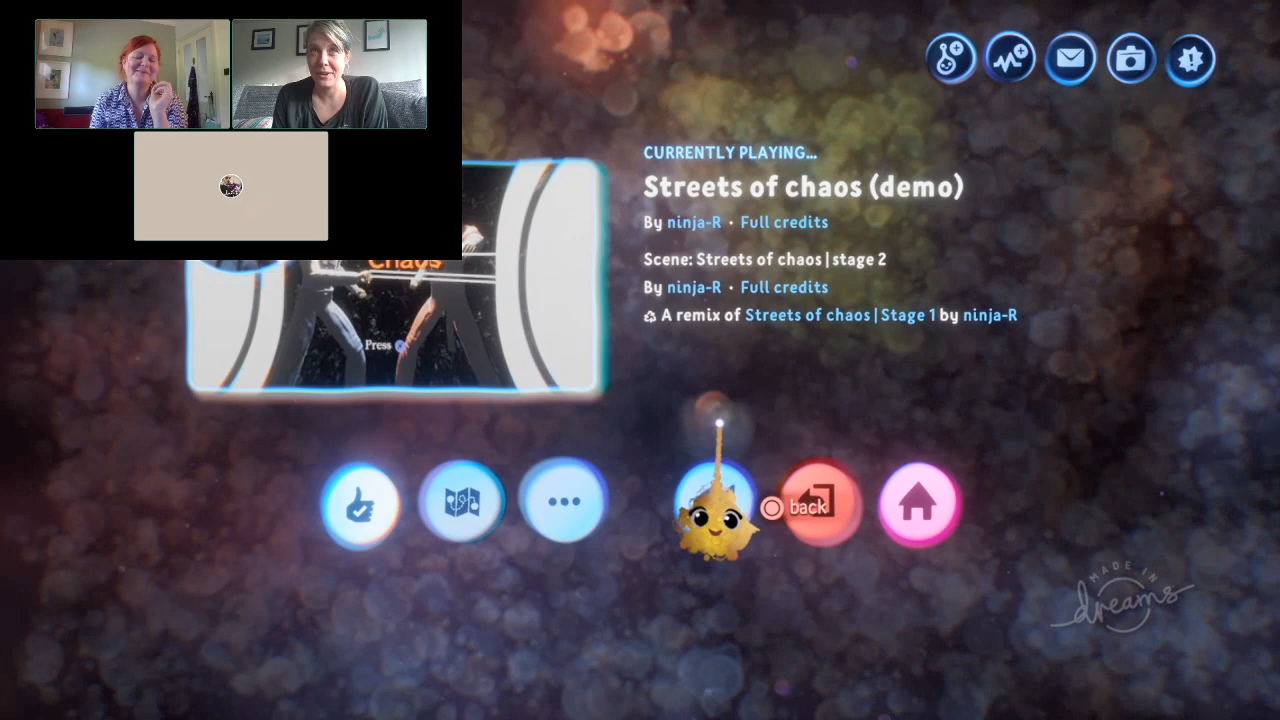 CURRENTLY PLAYING...
Streets of chaos (demo)
By ninja-R · Full credits
Scene: Streets of chaos | stage 2
By ninja-R · Full credits
A remix of Streets of chaos | Stage 1 by ninja-R
Chaos
Press
back
MADE IN
dreams